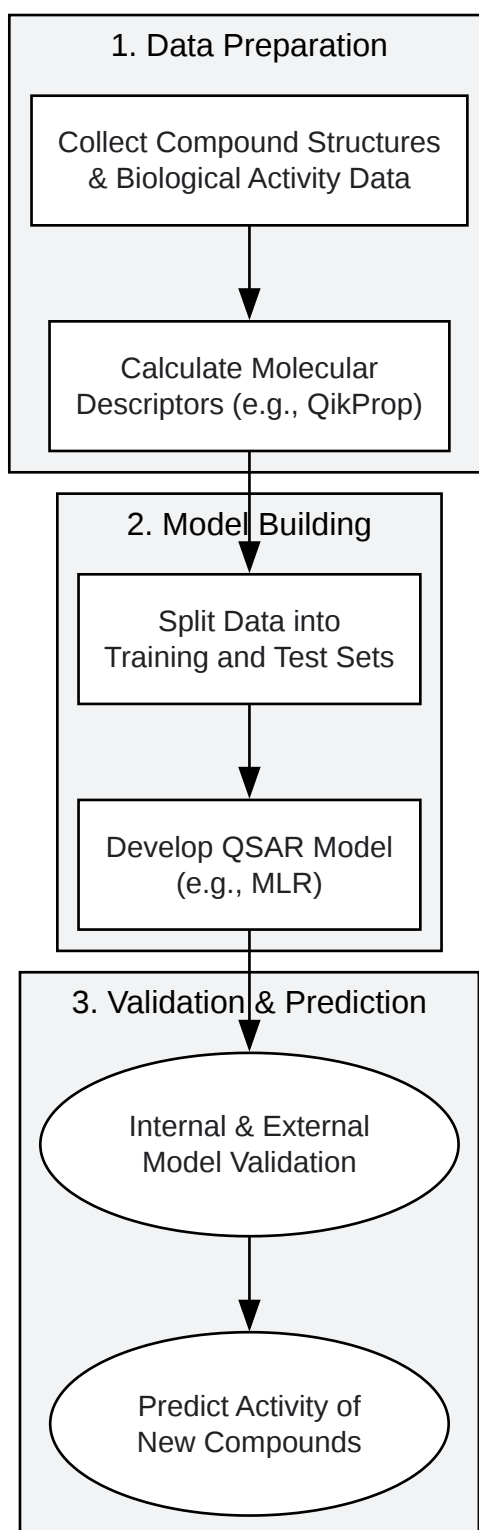 1. Data Preparation
Collect Compound Structures
& Biological Activity Data
Calculate Molecular
Descriptors (e.g., QikProp)
2. Model Building
Split Data into
Training and Test Sets
Develop QSAR Model
(e.g., MLR)
3. Validation & Prediction
Internal & External
Model Validation
Predict Activity of
New Compounds